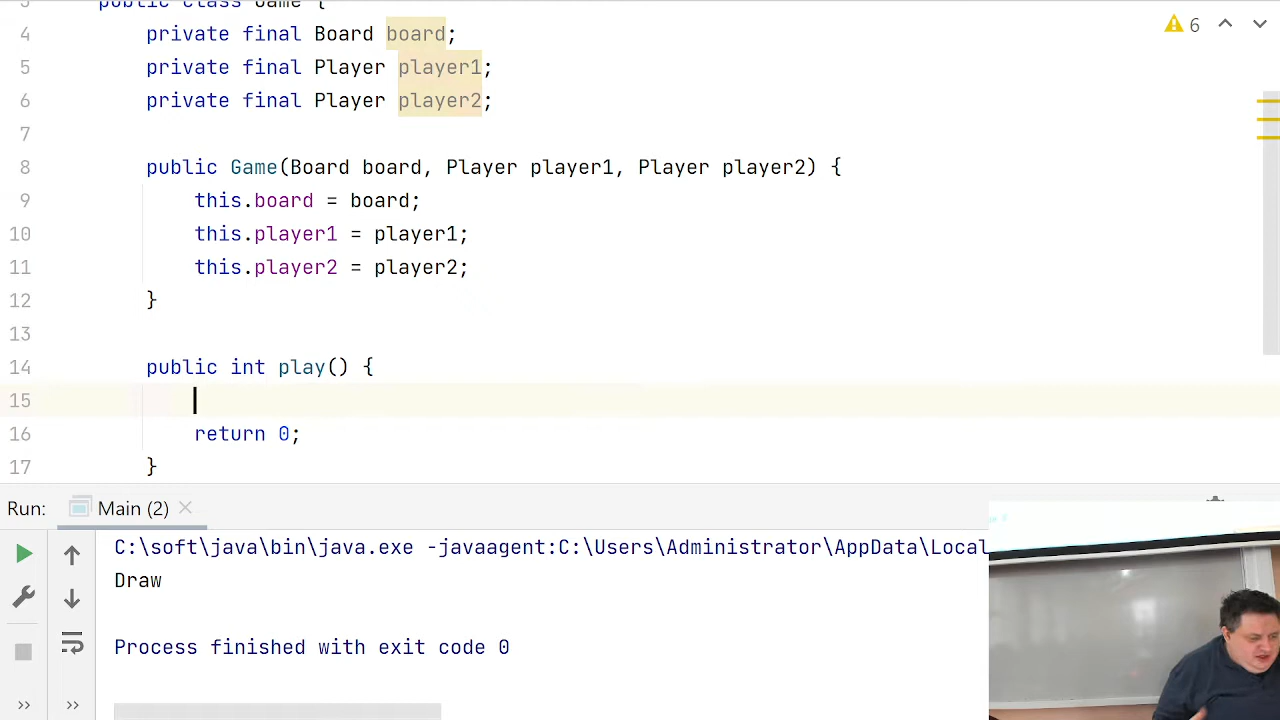 3 public class Game {
4 private final Board board;
6
5 private final Player player1;
6 private final Player player2;
7
8 public Game(Board board, Player player1, Player player2) {
9 this.board = board;
10 this.player1 = player1;
11 this.player2 = player2;
12 }
13
14 public int play() {
15
16 return 0;
17 }
Run: Main (2)
C:\soft\java\bin\java.exe -javaagent:C:\Users\Administrator\AppData\Local
Draw
Process finished with exit code 0